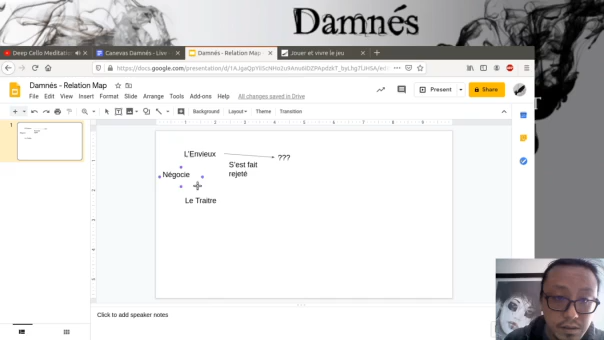 Damnés
Deep Cello Meditatio
Canevas Damnés - Live
Damnés - Relation Map
Jouer et vivre le jeu
Damnés - Relation Map
File Edit View Insert Format Slide Arrange Tools Add-ons Help All changes saved in Drive
Present
Share
Background Layout Theme Transition
1
L'Envieux
???
S'est fait
rejeté
Négocie
Le Traitre
Click to add speaker notes